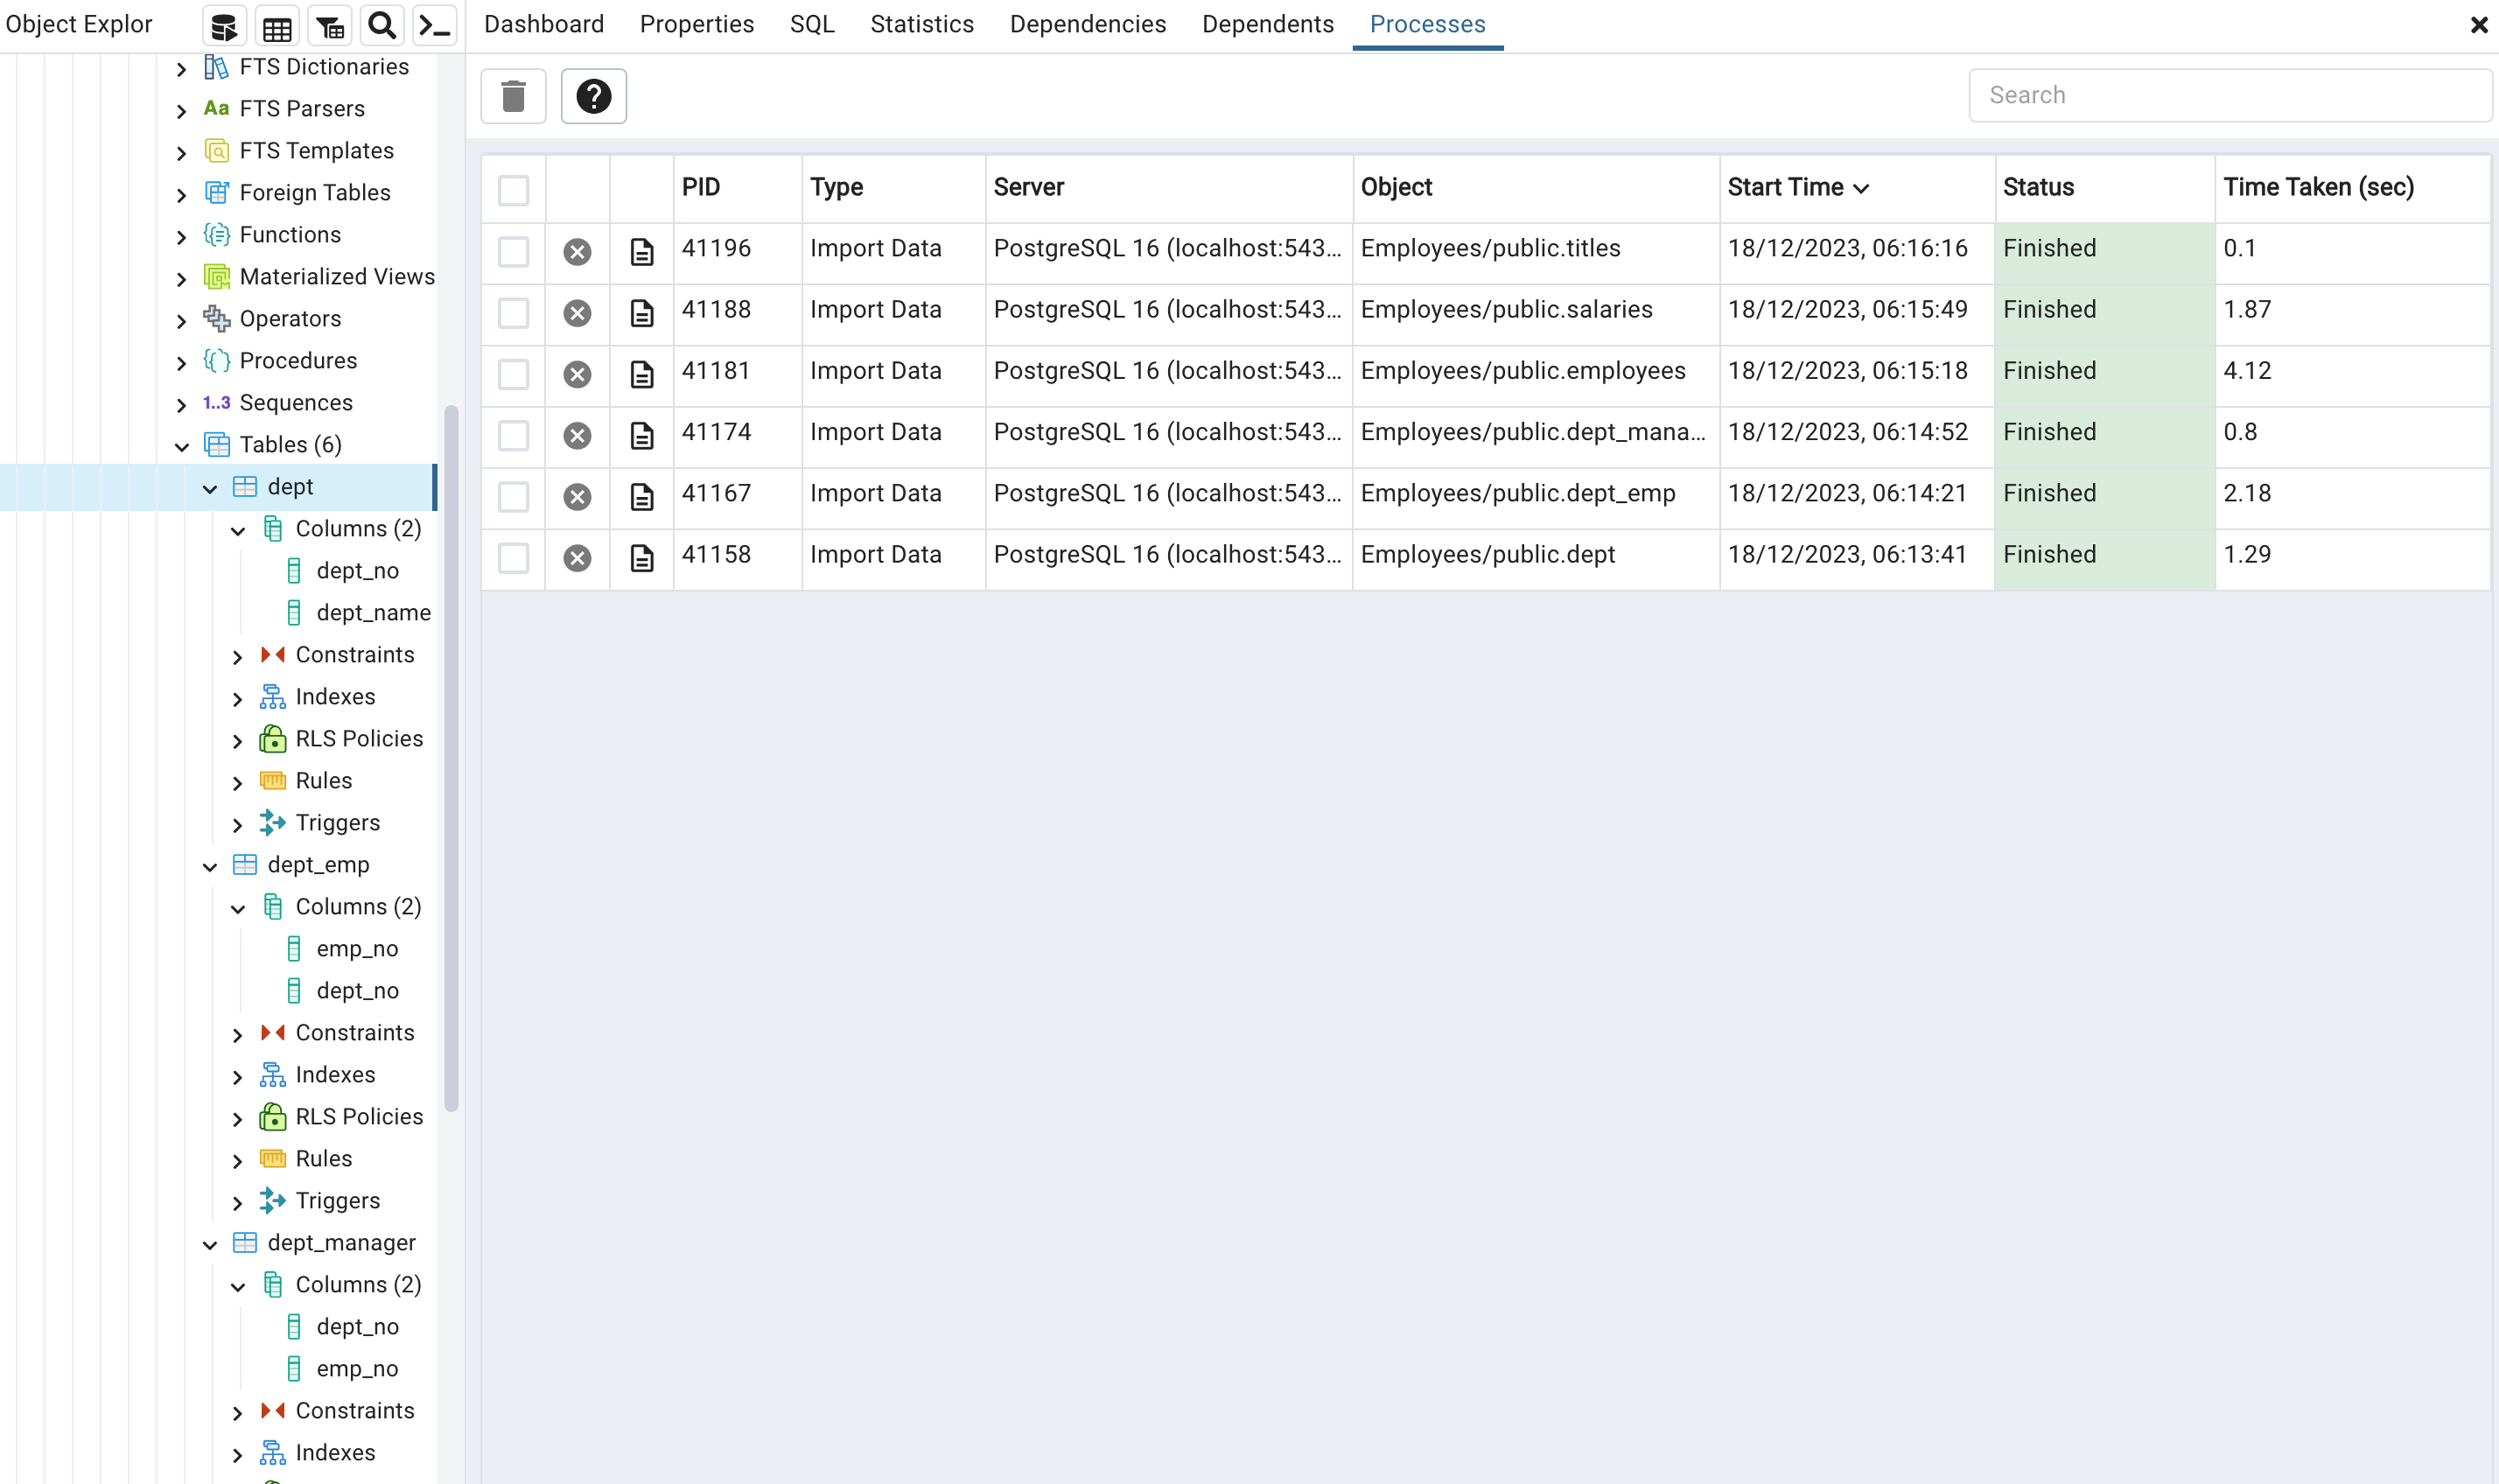 Object Explor
Dashboard Properties SQL Statistics Dependencies Dependents Processes
Search
FTS Dictionaries
Aa FTS Parsers
FTS Templates
Foreign Tables
Functions
Materialized Views
Operators
Procedures
1..3 Sequences
Tables (6)
dept
Columns (2)
dept_no
dept_name
Constraints
Indexes
RLS Policies
Rules
Triggers
dept_emp
Columns (2)
emp_no
dept_no
Constraints
Indexes
RLS Policies
Rules
Triggers
dept_manager
Columns (2)
dept_no
emp_no
Constraints
Indexes
PID Type Server Object Start Time Status Time Taken (sec)
41196 Import Data PostgreSQL 16 (localhost:543... Employees/public.titles 18/12/2023, 06:16:16 Finished 0.1
41188 Import Data PostgreSQL 16 (localhost:543... Employees/public.salaries 18/12/2023, 06:15:49 Finished 1.87
41181 Import Data PostgreSQL 16 (localhost:543... Employees/public.employees 18/12/2023, 06:15:18 Finished 4.12
41174 Import Data PostgreSQL 16 (localhost:543... Employees/public.dept_mana... 18/12/2023, 06:14:52 Finished 0.8
41167 Import Data PostgreSQL 16 (localhost:543... Employees/public.dept_emp 18/12/2023, 06:14:21 Finished 2.18
41158 Import Data PostgreSQL 16 (localhost:543... Employees/public.dept 18/12/2023, 06:13:41 Finished 1.29